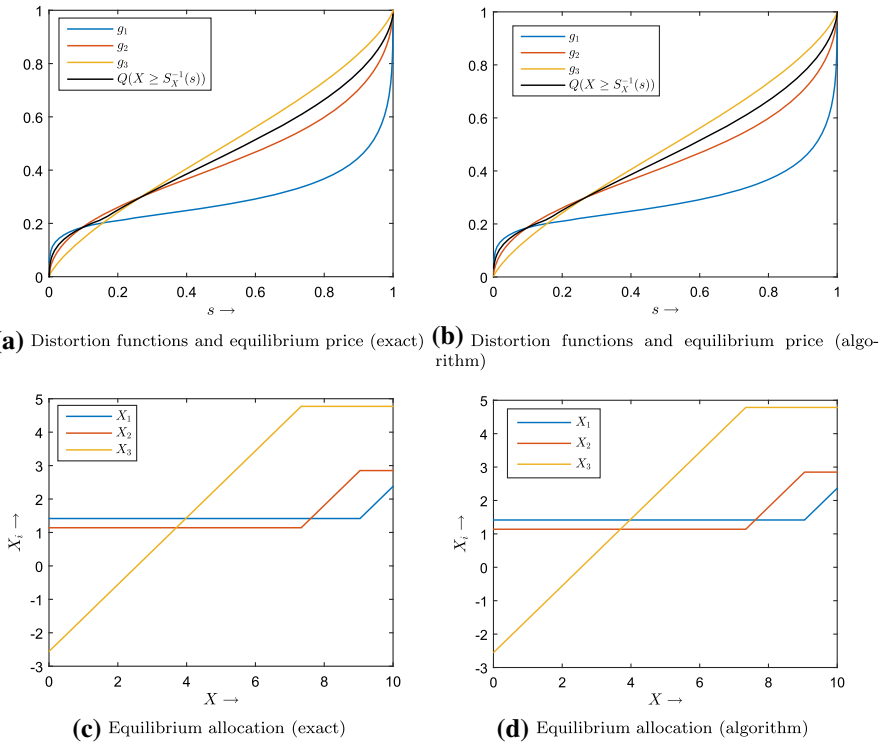 1
0.8
0.6
0.4
0.2
0
g₁
g₂
g₃
Q(X ≥ S_X^{-1}(s))
0 0.2 0.4 0.6 0.8 1
s →
(a) Distortion functions and equilibrium price (exact)
1
0.8
0.6
0.4
0.2
0
g₁
g₂
g₃
Q(X ≥ S_X^{-1}(s))
0 0.2 0.4 0.6 0.8 1
s →
(b) Distortion functions and equilibrium price (algo-
rithm)
5
4
3
2
1
0
-1
-2
-3
X_i →
X₁
X₂
X₃
0 2 4 6 8 10
X →
(c) Equilibrium allocation (exact)
5
4
3
2
1
0
-1
-2
-3
X_i →
X₁
X₂
X₃
0 2 4 6 8 10
X →
(d) Equilibrium allocation (algorithm)